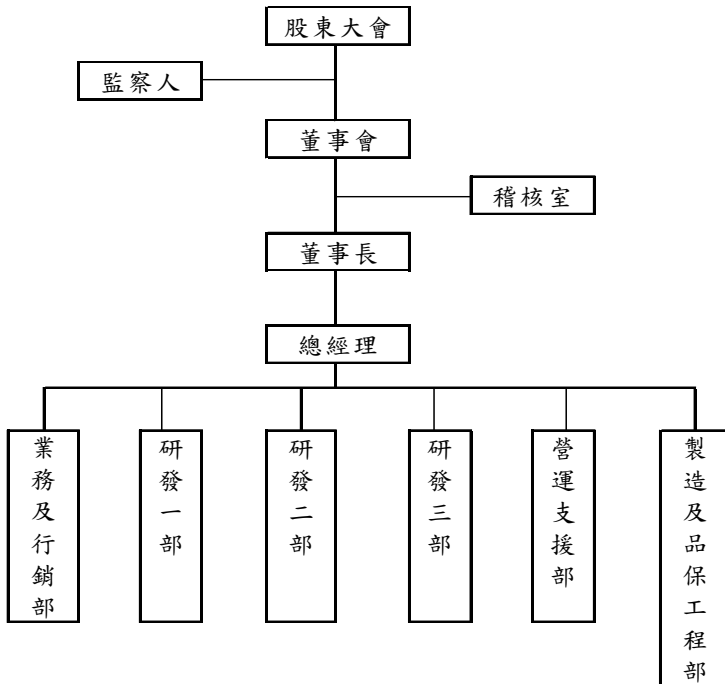 股東大會
監察人
董事會
稽核室
董事長
總經理
業務及行銷部
研發一部
研發二部
研發三部
營運支援部
製造及品保工程部